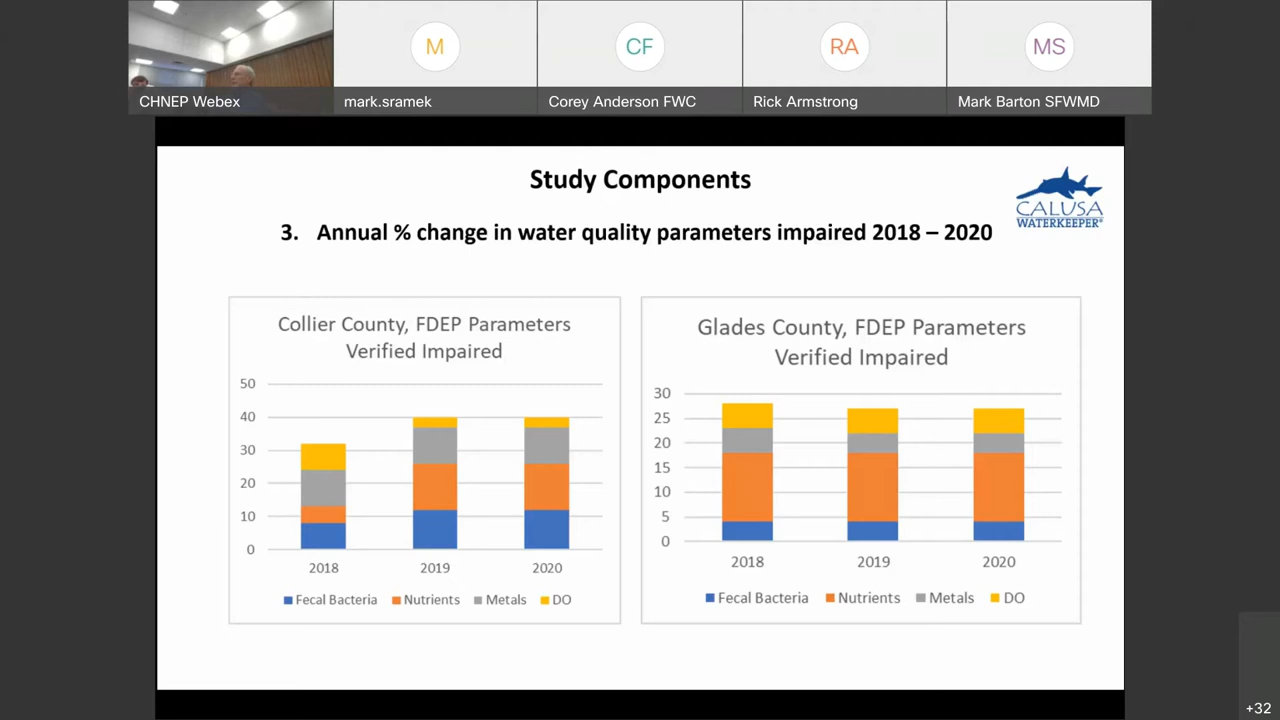 M
CF
RA
MS
CHNEP Webex
mark.sramek
Corey Anderson FWC
Rick Armstrong
Mark Barton SFWMD
Study Components
CALUSA
WATERKEEPER®
3. Annual % change in water quality parameters impaired 2018 – 2020
Collier County, FDEP Parameters
Verified Impaired
50
40
30
20
10
0
2018 2019 2020
Fecal Bacteria Nutrients Metals DO
Glades County, FDEP Parameters
Verified Impaired
30
25
20
15
10
5
0
2018 2019 2020
Fecal Bacteria Nutrients Metals DO
+32